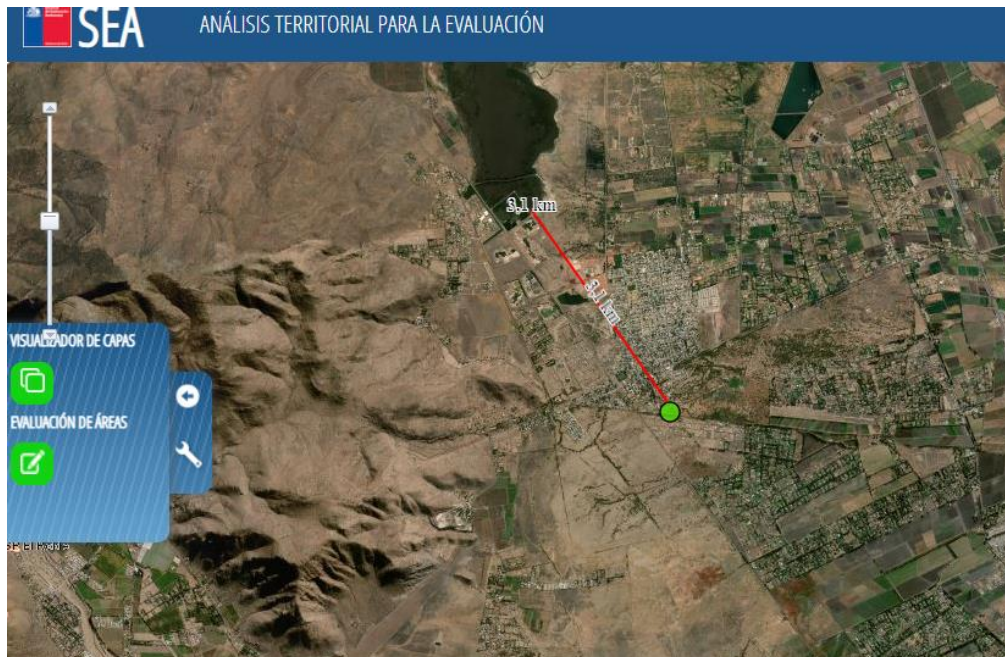 SEA
ANÁLISIS TERRITORIAL PARA LA EVALUACIÓN
3,1 km
3,1 km
VISUALIZADOR DE CAPAS
EVALUACIÓN DE ÁREAS